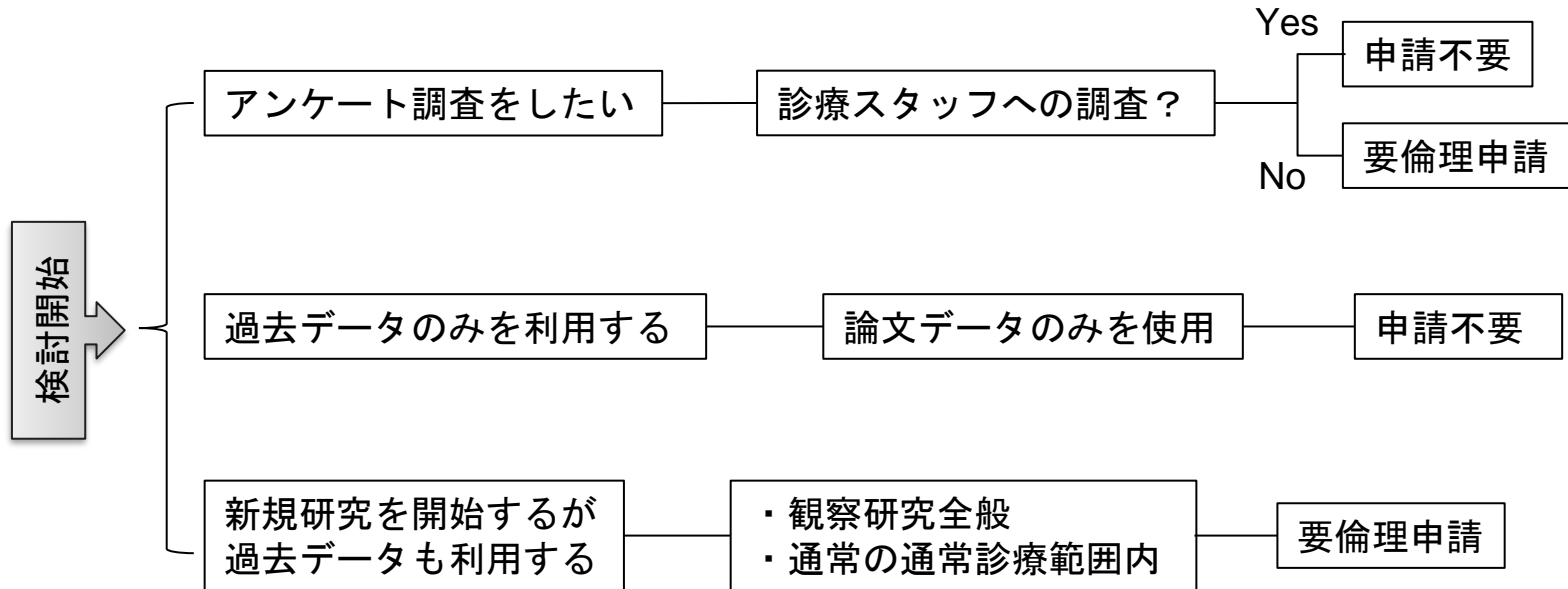 検討開始
アンケート調査をしたい
診療スタッフへの調査？
Yes
申請不要
No
要倫理申請
過去データのみを利用する
論文データのみを使用
申請不要
新規研究を開始するが
過去データも利用する
・観察研究全般
・通常の通常診療範囲内
要倫理申請